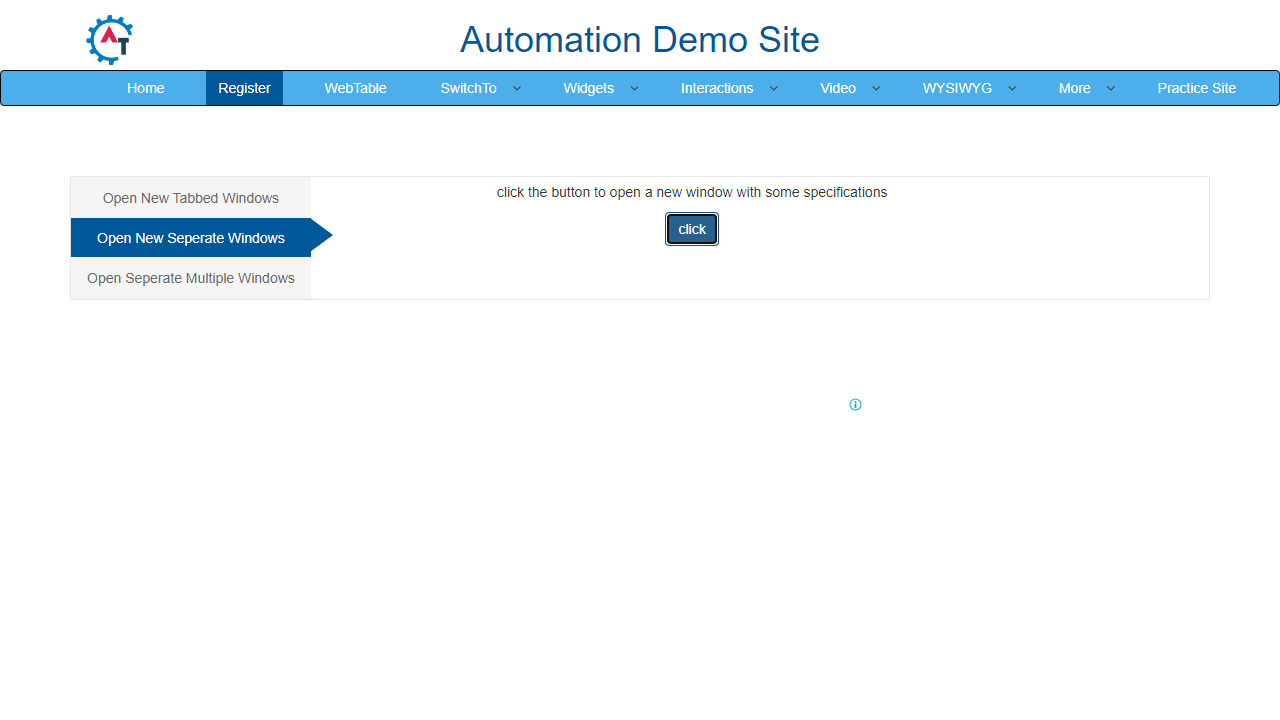 AT
Automation Demo Site
Home Register WebTable SwitchTo Widgets Interactions Video WYSIWYG More Practice Site
Open New Tabbed Windows
Open New Seperate Windows
Open Seperate Multiple Windows
click the button to open a new window with some specifications
click